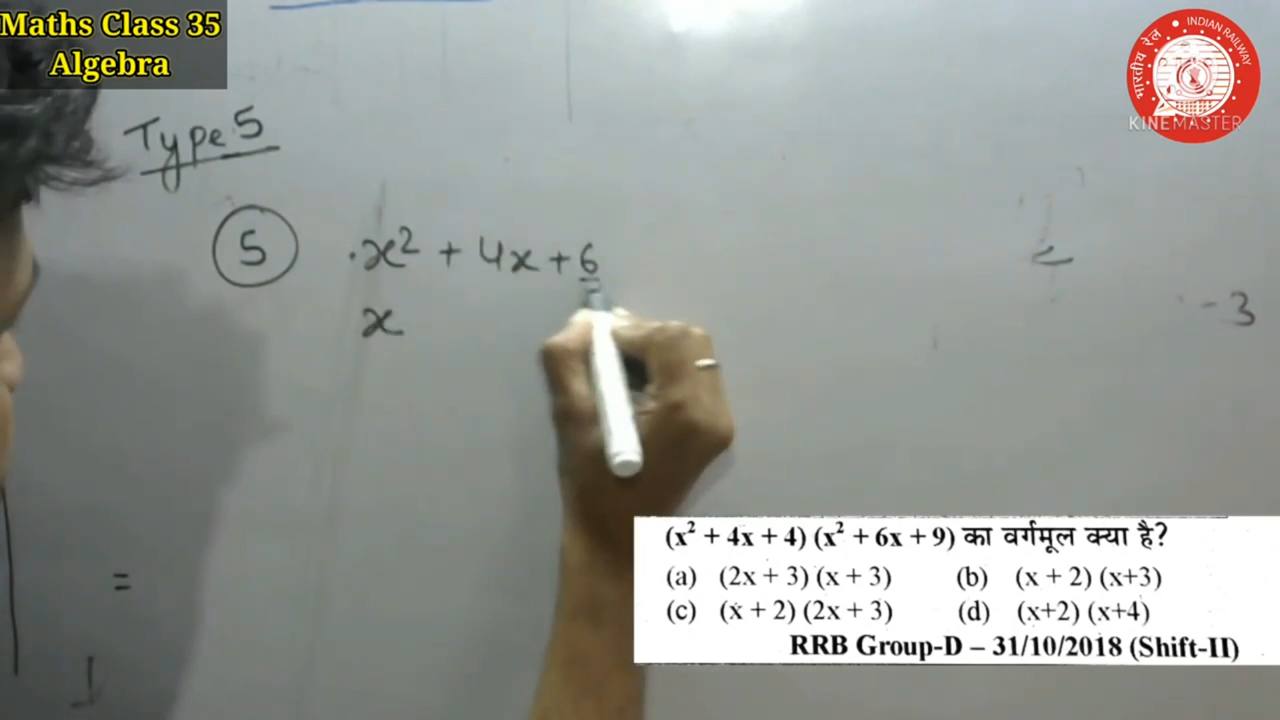 Maths Class 35
Algebra
भारतीय रेल • INDIAN RAILWAY
KINEMASTER
Type 5
5 x² + 4x + 6
x
-3
=
(x² + 4x + 4) (x² + 6x + 9) का वर्गमूल क्या है?
(a) (2x + 3) (x + 3) (b) (x + 2) (x+3)
(c) (x + 2) (2x + 3) (d) (x+2) (x+4)
RRB Group-D – 31/10/2018 (Shift-II)